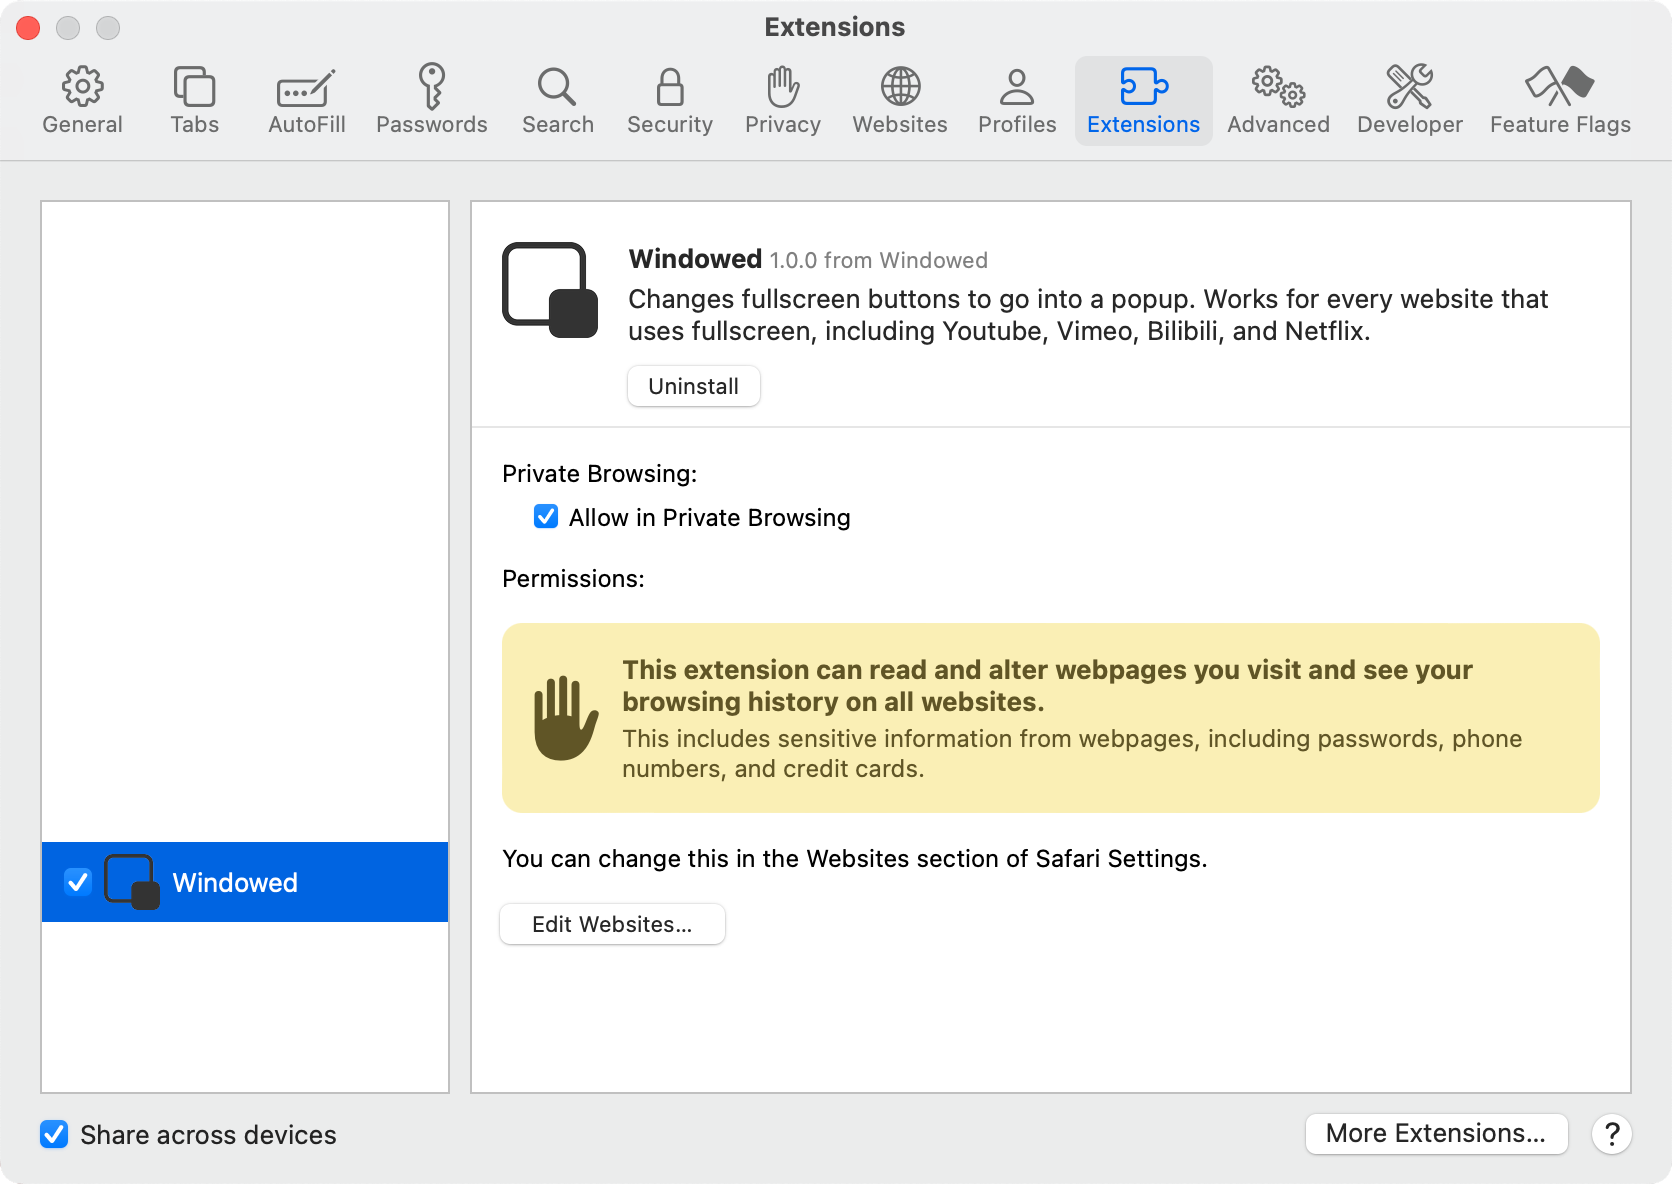 Extensions
General
Tabs
AutoFill
Passwords
Search
Security
Privacy
Websites
Profiles
Extensions
Advanced
Developer
Feature Flags
Windowed 1.0.0 from Windowed
Changes fullscreen buttons to go into a popup. Works for every website that
uses fullscreen, including Youtube, Vimeo, Bilibili, and Netflix.
Uninstall
Private Browsing:
Allow in Private Browsing
Permissions:
This extension can read and alter webpages you visit and see your
browsing history on all websites.
This includes sensitive information from webpages, including passwords, phone
numbers, and credit cards.
You can change this in the Websites section of Safari Settings.
Edit Websites...
Windowed
Share across devices
More Extensions...
?